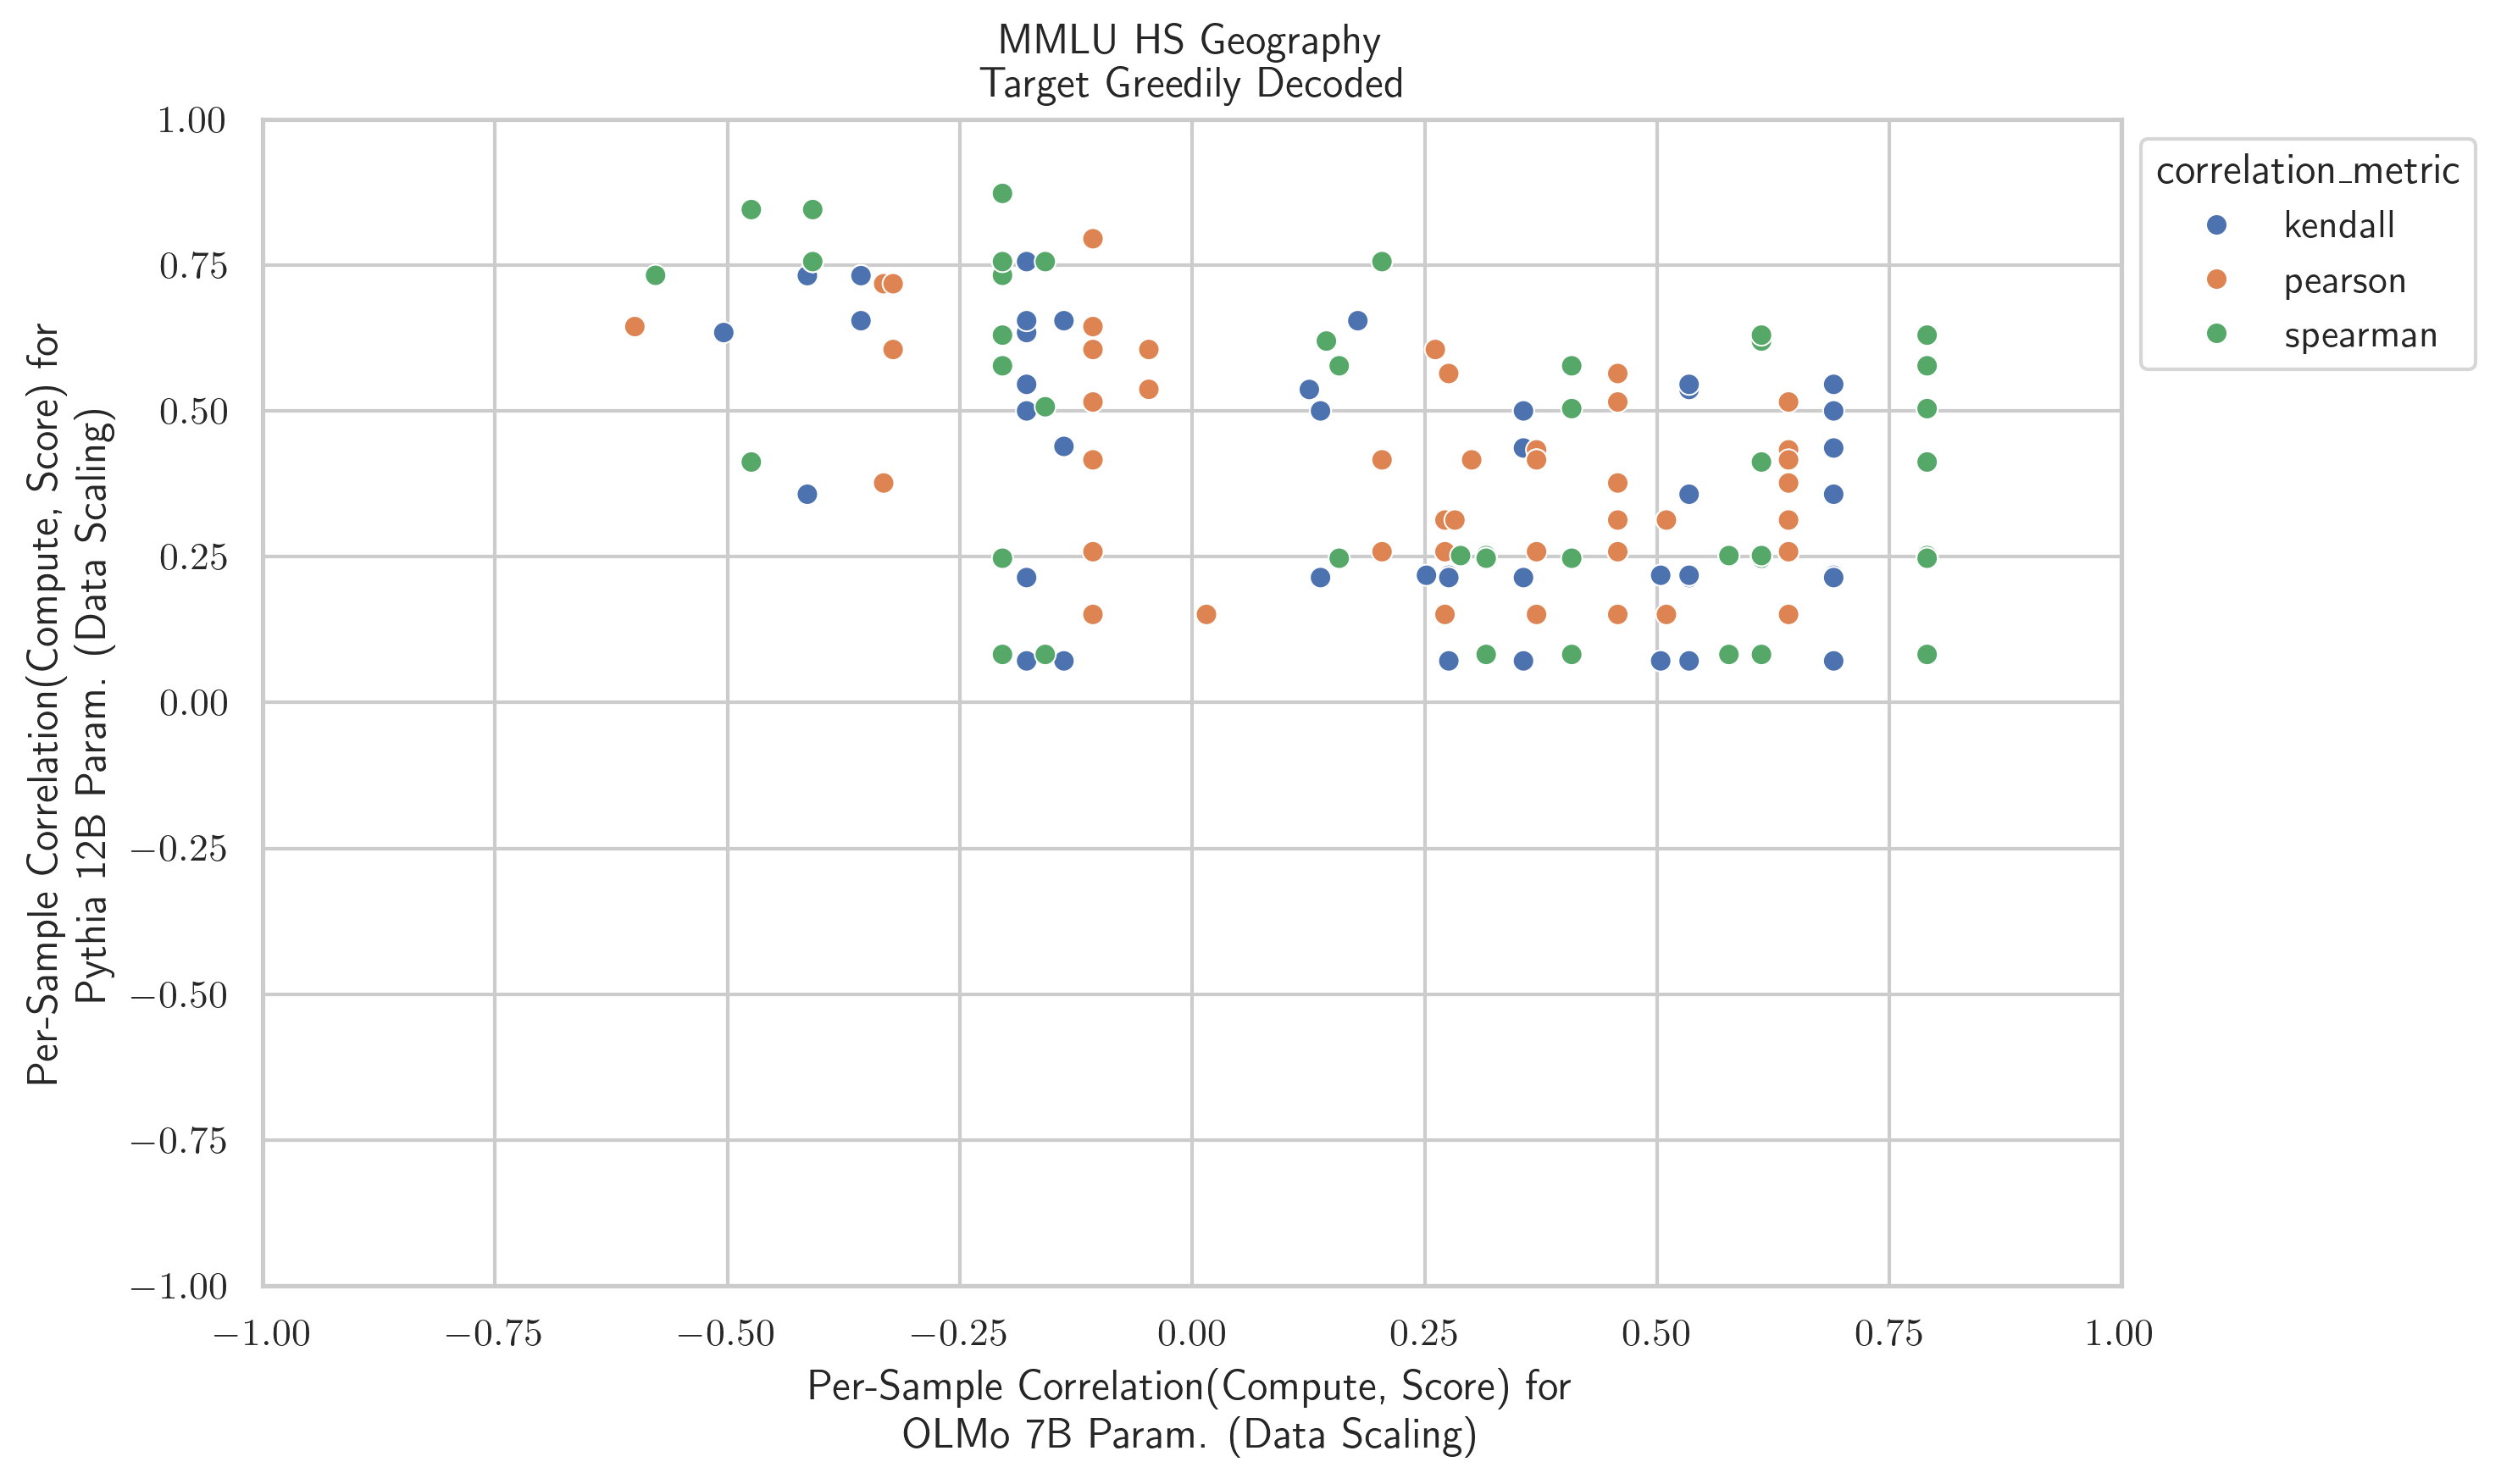 MMLU HS Geography
Target Greedily Decoded
1.00
0.75
0.50
0.25
0.00
−0.25
−0.50
−0.75
−1.00
Per-Sample Correlation(Compute, Score) for
Pythia 12B Param. (Data Scaling)
−1.00
−0.75
−0.50
−0.25
0.00
0.25
0.50
0.75
1.00
Per-Sample Correlation(Compute, Score) for
OLMo 7B Param. (Data Scaling)
correlation_metric
kendall
pearson
spearman